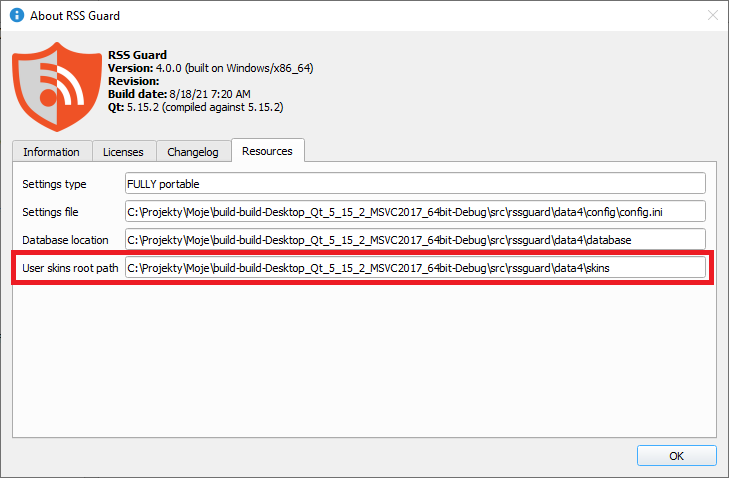 About RSS Guard
RSS Guard
Version: 4.0.0 (built on Windows/x86_64)
Revision:
Build date: 8/18/21 7:20 AM
Qt: 5.15.2 (compiled against 5.15.2)
Information Licenses Changelog Resources
Settings type FULLY portable
Settings file C:\Projekty\Moje\build-build-Desktop_Qt_5_15_2_MSVC2017_64bit-Debug\src\rssguard\data4\config\config.ini
Database location C:\Projekty\Moje\build-build-Desktop_Qt_5_15_2_MSVC2017_64bit-Debug\src\rssguard\data4\database
User skins root path C:\Projekty\Moje\build-build-Desktop_Qt_5_15_2_MSVC2017_64bit-Debug\src\rssguard\data4\skins
OK